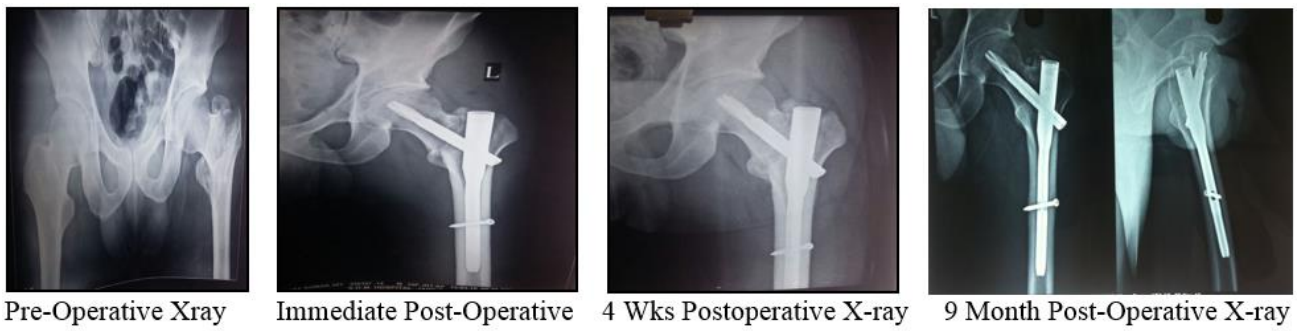 L
Pre-Operative Xray
Immediate Post-Operative
4 Wks Postoperative X-ray
9 Month Post-Operative X-ray